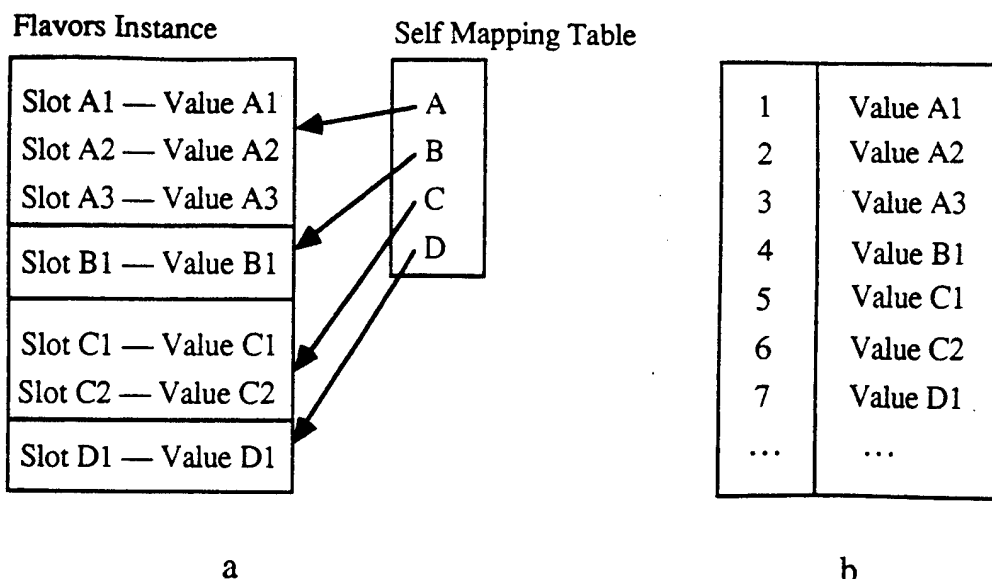 Flavors Instance
Slot A1 — Value A1
Slot A2 — Value A2
Slot A3 — Value A3
Slot B1 — Value B1
Slot C1 — Value C1
Slot C2 — Value C2
Slot D1 — Value D1
Self Mapping Table
A
B
C
D
a
1 Value A1
2 Value A2
3 Value A3
4 Value B1
5 Value C1
6 Value C2
7 Value D1
... ...
b